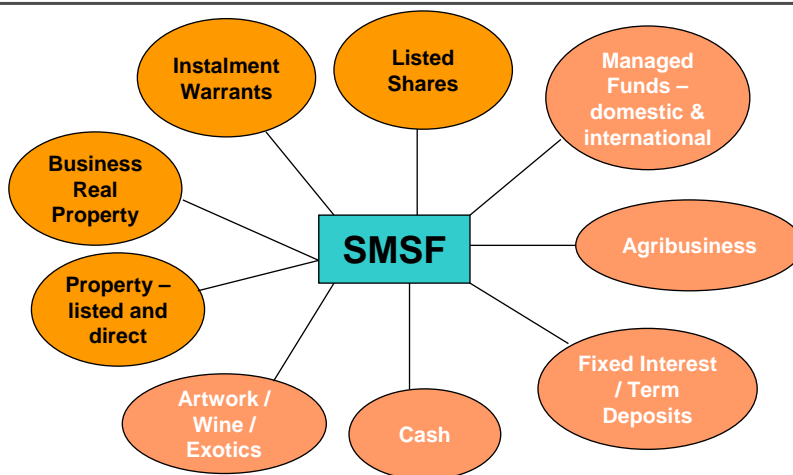 Instalment
Warrants
Listed
Shares
Managed
Funds –
domestic &
international
Business
Real
Property
SMSF
Agribusiness
Property –
listed and
direct
Fixed Interest
/ Term
Deposits
Artwork /
Wine /
Exotics
Cash